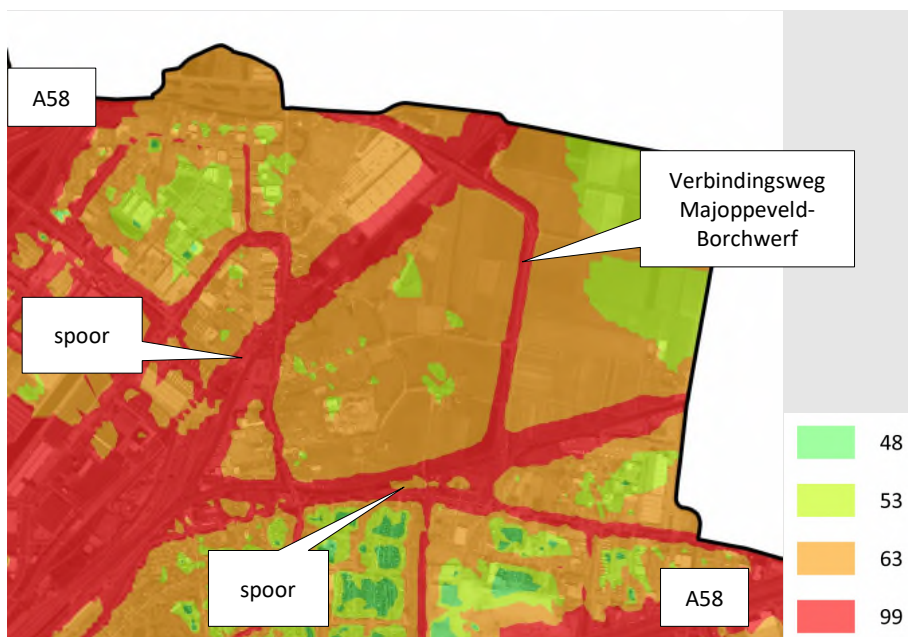 A58
Verbindingsweg
Majoppeveld-
Borchwerf
spoor
spoor
A58
48
53
63
99